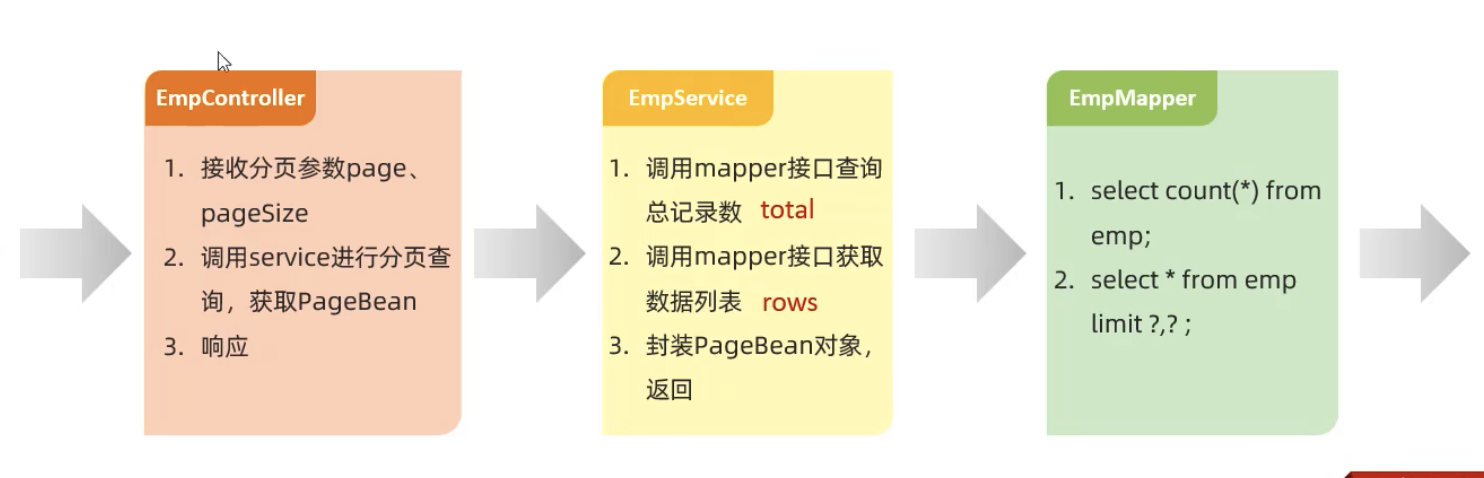 EmpController
1. 接收分页参数page、
pageSize
2. 调用service进行分页查
询，获取PageBean
3. 响应
EmpService
1. 调用mapper接口查询
总记录数 total
2. 调用mapper接口获取
数据列表 rows
3. 封装PageBean对象，
返回
EmpMapper
1. select count(*) from
emp;
2. select * from emp
limit ?,? ;